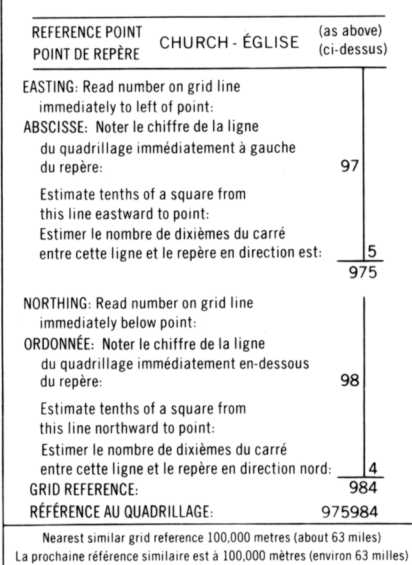 REFERENCE POINT
POINT DE REPÈRE
CHURCH - ÉGLISE
(as above)
(ci-dessus)
EASTING: Read number on grid line
immediately to left of point:
ABSCISSE: Noter le chiffre de la ligne
du quadrillage immédiatement à gauche
du repère: 97
Estimate tenths of a square from
this line eastward to point:
Estimer le nombre de dixièmes du carré
entre cette ligne et le repère en direction est: 5
975
NORTHING: Read number on grid line
immediately below point:
ORDONNÉE: Noter le chiffre de la ligne
du quadrillage immédiatement en-dessous
du repère: 98
Estimate tenths of a square from
this line northward to point:
Estimer le nombre de dixièmes du carré
entre cette ligne et le repère en direction nord: 4
GRID REFERENCE: 984
RÉFÉRENCE AU QUADRILLAGE: 975984
Nearest similar grid reference 100,000 metres (about 63 miles)
La prochaine référence similaire est à 100,000 mètres (environ 63 milles)